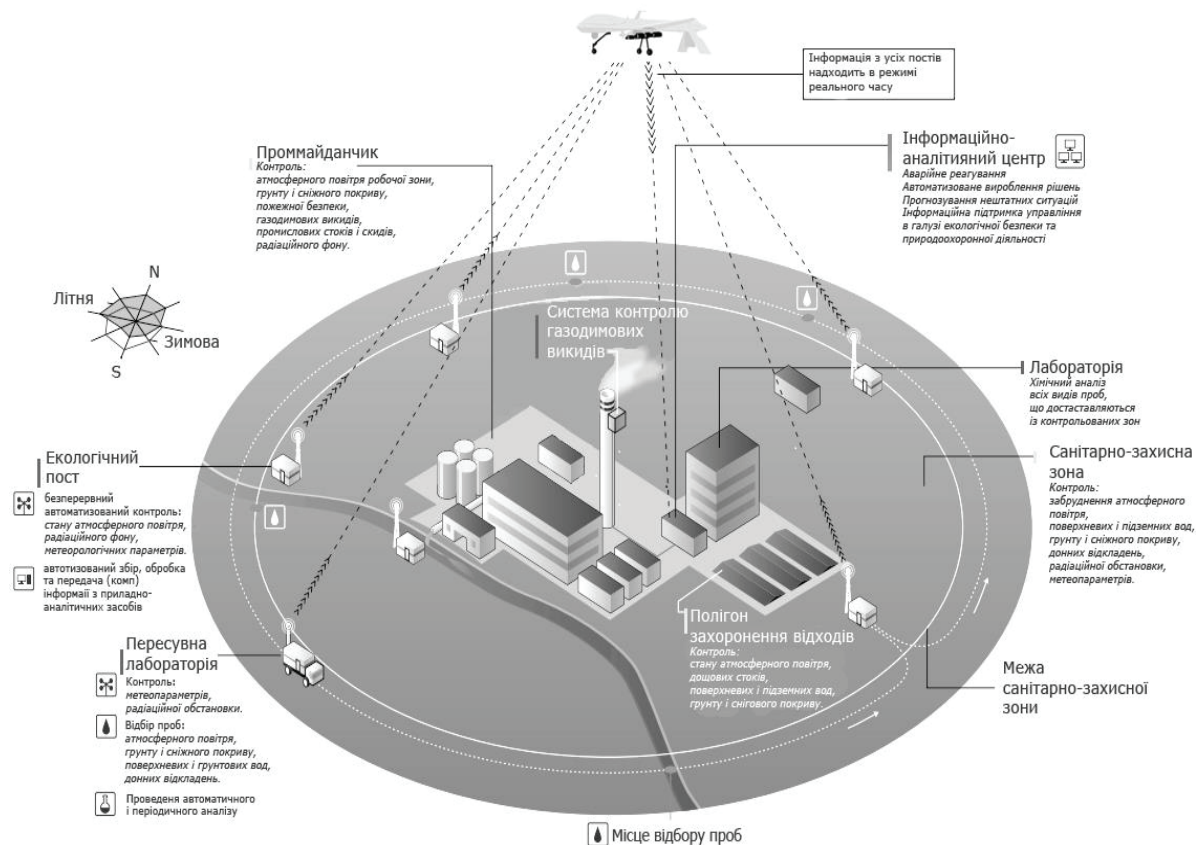 Інформація з усіх постів
надходить в режимі
реального часу
Проммайданчик
Контроль:
атмосферного повітря робочої зони,
грунту і сніжного покриву,
пожежної безпеки,
газодимових викидів,
промислових стоків і скидів,
радіаційного фону.
Інформаційно-
аналітияний центр
Аварійне реагування
Автоматизоване вироблення рішень
Прогнозування нештатних ситуацій
Інформаційна підтримка управління
в галузі екологічної безпеки та
природоохоронної діяльності
N
Літня
Зимова
S
Система контролю
газодимових
викидів
Лабораторія
Хімічний аналіз
всіх видів проб,
що достаставляються
із контрольованих зон
Екологічний
пост
безперервний
автоматизований контроль:
стану атмосферного повітря,
радіаційного фону,
метеорологічних параметрів.
автотизований збір, обробка
та передача (комп)
інформаії з приладно-
аналітичних засобів
Санітарно-захисна
зона
Контроль:
забруднення атмосферного
повітря,
поверхневих і підземних вод,
грунту і сніжного покриву,
донних відкладень,
радіаційної обстановки,
метеопараметрів.
Полігон
захоронення відходів
Контроль:
стану атмосферного повітря,
дощових стоків,
поверхневих і підземних вод,
грунту і снігового покриву.
Пересувна
лабораторія
Контроль:
метеопараметрів,
радіаційної обстановки.
Відбір проб:
атмосферного повітря,
грунту і сніжного покриву,
поверхневих і грунтових вод,
донних відкладень.
Проведеня автоматичного
і періодичного аналізу
Межа
санітарно-захисної
зони
Місце відбору проб